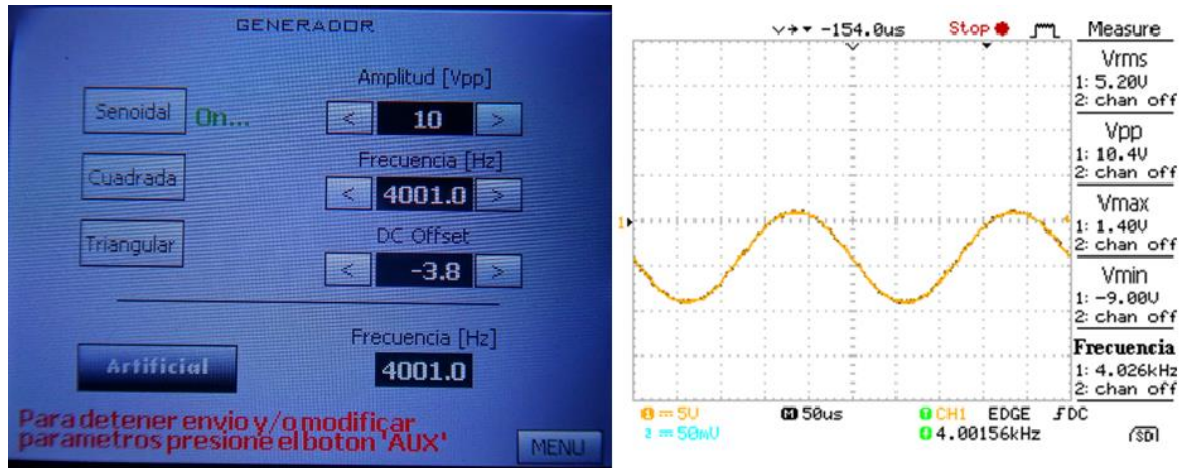 GENERADOR
Amplitud [Vpp]
Senoidal On... < 10 >
Cuadrada
Frecuencia [Hz]
< 4001.0 >
Triangular
DC Offset
< -3.8 >
Frecuencia [Hz]
Artificial 4001.0
Para detener envio y/o modificar
parametros presione el boton 'AUX'
MENU
-154.0us Stop Measure
Vrms
1: 5.20V
2: chan off
Vpp
1: 10.4V
2: chan off
Vmax
1: 1.40V
2: chan off
Vmin
1: -9.00V
2: chan off
Frecuencia
1: 4.026kHz
2: chan off
1
1 = 5V M 50us CH1 EDGE DC
2 = 50mV 4.00156kHz (SD)